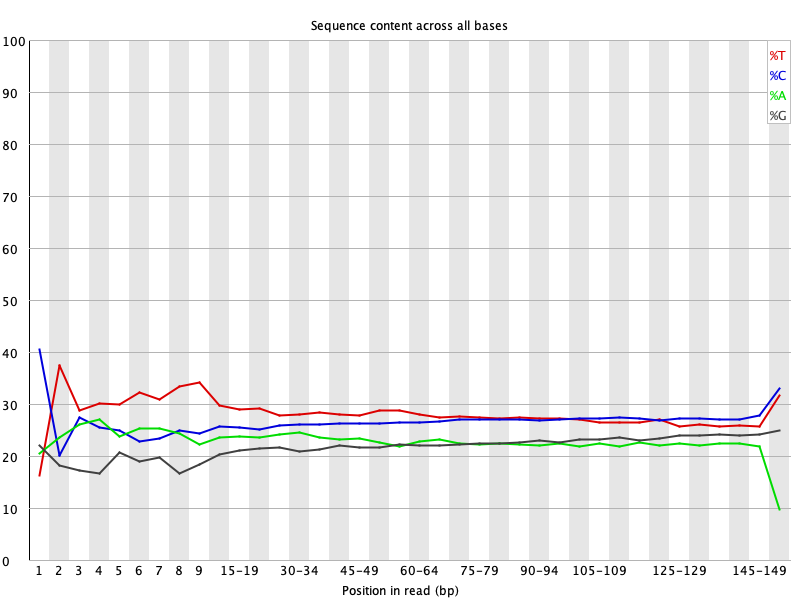 Sequence content across all bases
100
90
80
70
60
50
40
30
20
10
0
%T
%C
%A
%G
1 2 3 4 5 6 7 8 9 15-19 30-34 45-49 60-64 75-79 90-94 105-109 125-129 145-149
Position in read (bp)